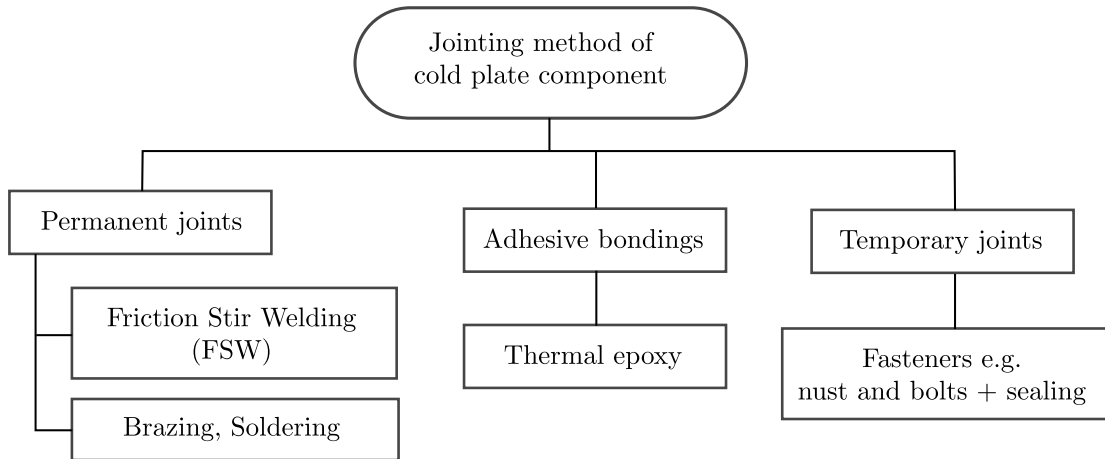 Jointing method of
cold plate component
Permanent joints
Friction Stir Welding
(FSW)
Brazing, Soldering
Adhesive bondings
Thermal epoxy
Temporary joints
Fasteners e.g.
nust and bolts + sealing